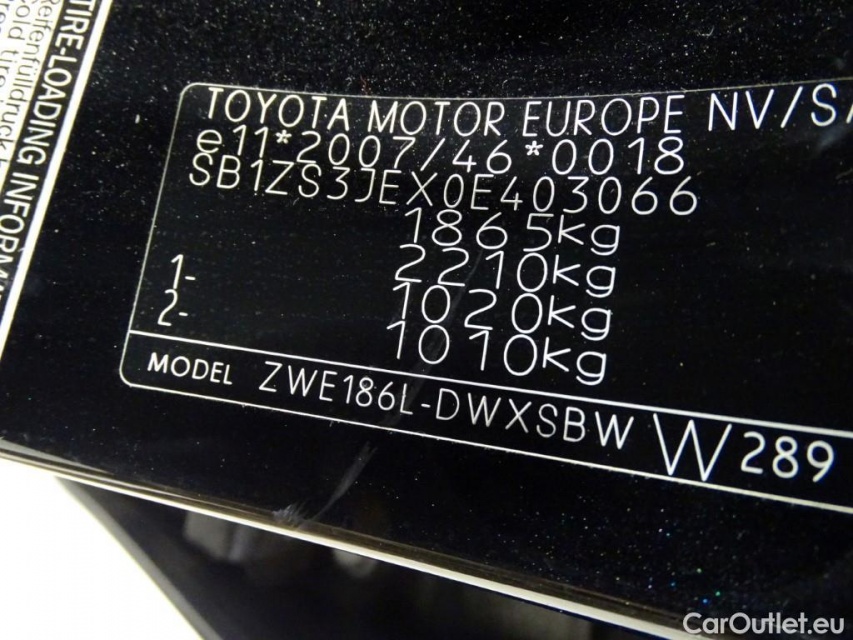 TIRE-LOADING INFORM
TOYOTA MOTOR EUROPE NV/SA
e11*2007/46*0018
SB1ZS3JEX0E403066
1865kg
2210kg
1- 1020kg
2- 1010kg
MODEL ZWE186L-DWXSBW W289
CarOutlet.eu